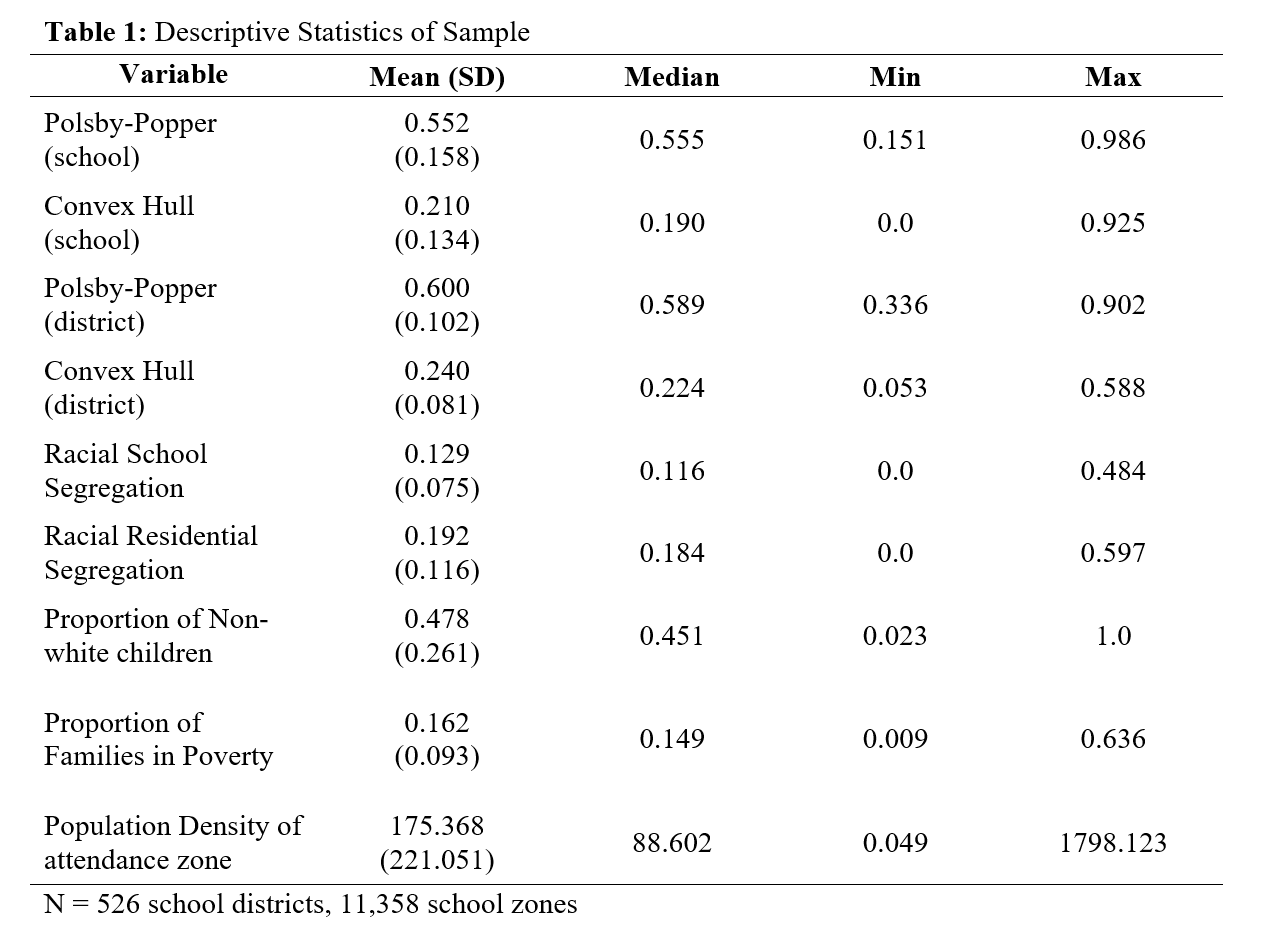 Table 1: Descriptive Statistics of Sample
Variable Mean (SD) Median Min Max
Polsby-Popper (school) 0.552 (0.158) 0.555 0.151 0.986
Convex Hull (school) 0.210 (0.134) 0.190 0.0 0.925
Polsby-Popper (district) 0.600 (0.102) 0.589 0.336 0.902
Convex Hull (district) 0.240 (0.081) 0.224 0.053 0.588
Racial School Segregation 0.129 (0.075) 0.116 0.0 0.484
Racial Residential Segregation 0.192 (0.116) 0.184 0.0 0.597
Proportion of Non-white children 0.478 (0.261) 0.451 0.023 1.0
Proportion of Families in Poverty 0.162 (0.093) 0.149 0.009 0.636
Population Density of attendance zone 175.368 (221.051) 88.602 0.049 1798.123
N = 526 school districts, 11,358 school zones